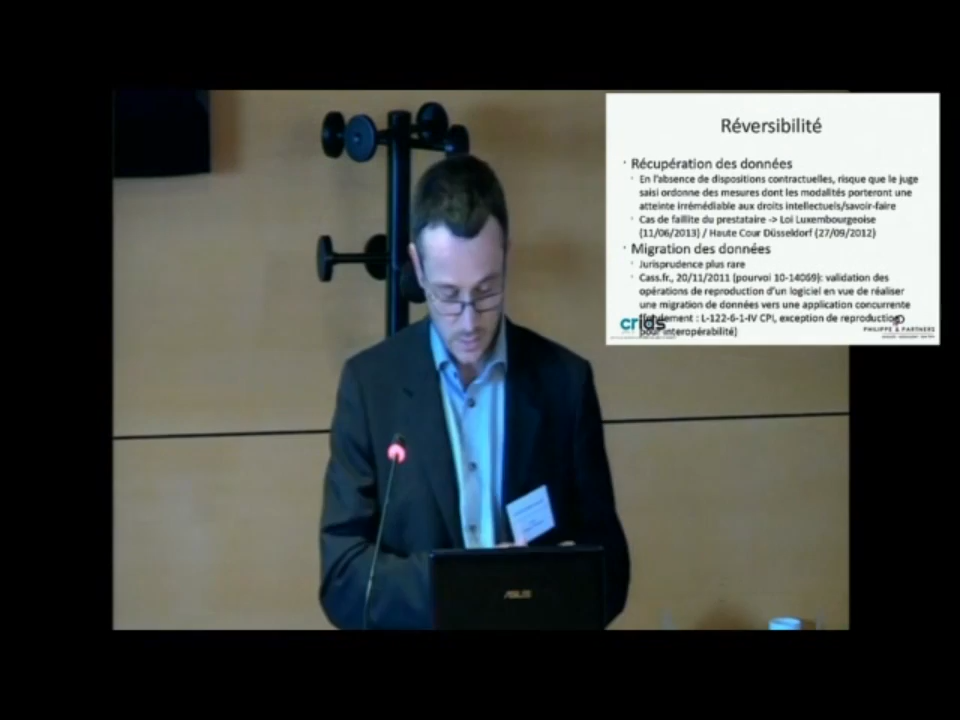 Réversibilité
Récupération des données
En l'absence de dispositions contractuelles, risque que le juge
saisi ordonne des mesures dont les modalités porteront une
atteinte irrémédiable aux droits intellectuels/savoir-faire
Cas de faillite du prestataire -> Loi Luxembourgeoise
(11/06/2013) / Haute Cour Düsseldorf (27/09/2012)
Migration des données
Jurisprudence plus rare
Cass.fr., 20/11/2011 (pourvoi 10-14069): validation des
opérations de reproduction d'un logiciel en vue de réaliser
une migration de données vers une application concurrente
: L-122-6-1-IV CPI, exception de reproduction
pour interopérabilité)
crids
PHILIPPE & PARTNERS
ASUS